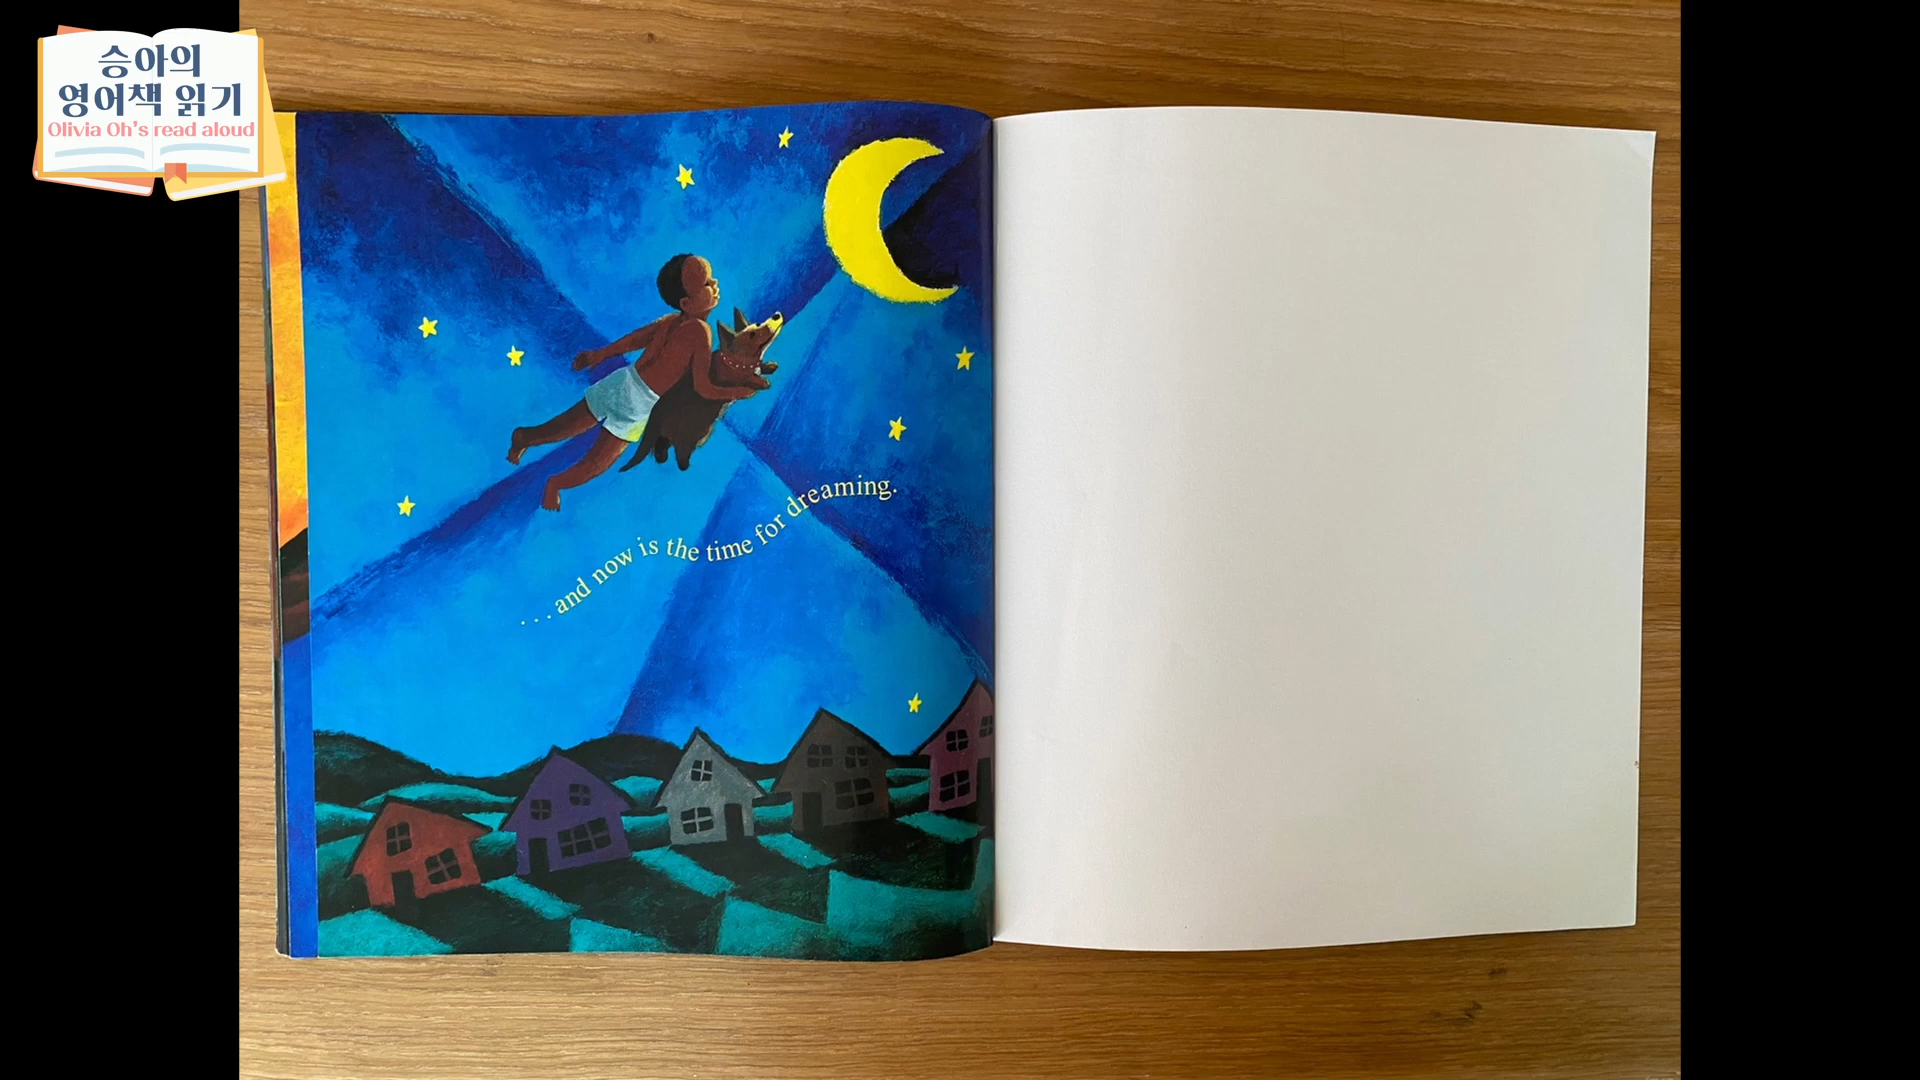 승아의
영어책 읽기
Olivia Oh's read aloud
. . . and now is the time for dreaming.